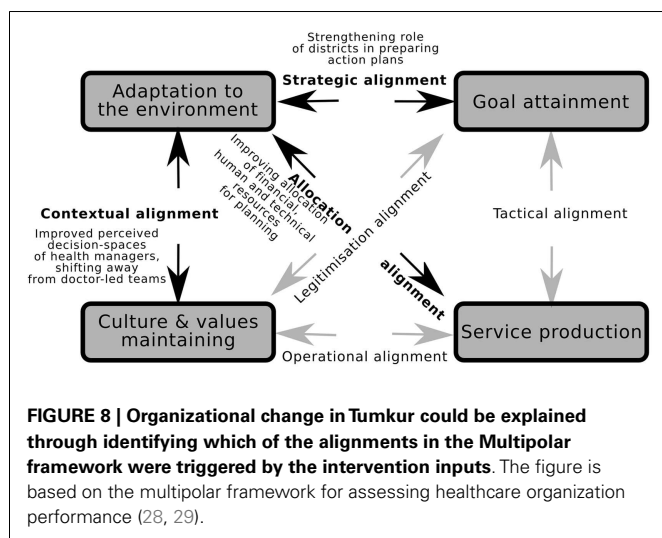 Strengthening role
of districts in preparing
action plans
Strategic alignment
Adaptation to
the environment
Goal attainment
Improving allocation
of financial,
human and technical
resources
for planning
Allocation
alignment
Legitimisation alignment
Contextual alignment
Improved perceived
decision-spaces
of health managers,
shifting away
from doctor-led teams
Tactical alignment
Culture & values
maintaining
Operational alignment
Service production
FIGURE 8 | Organizational change in Tumkur could be explained
through identifying which of the alignments in the Multipolar
framework were triggered by the intervention inputs. The figure is
based on the multipolar framework for assessing healthcare organization
performance (28, 29).